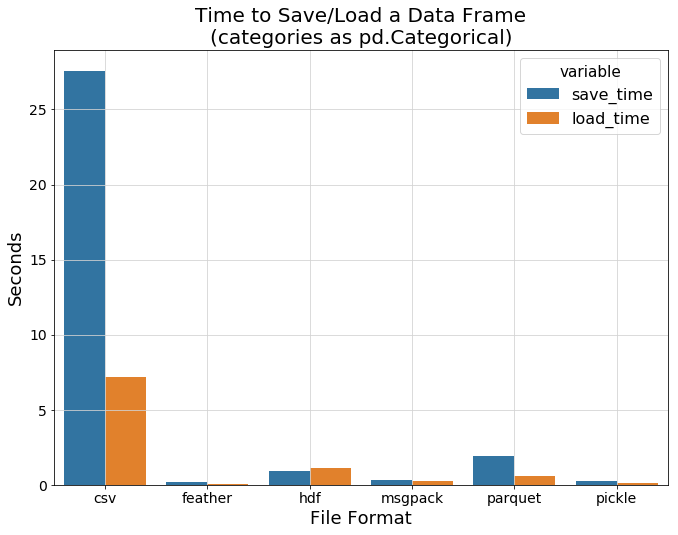 Time to Save/Load a Data Frame
(categories as pd.Categorical)
variable
save_time
load_time
Seconds
25
20
15
10
5
0
csv feather hdf msgpack parquet pickle
File Format